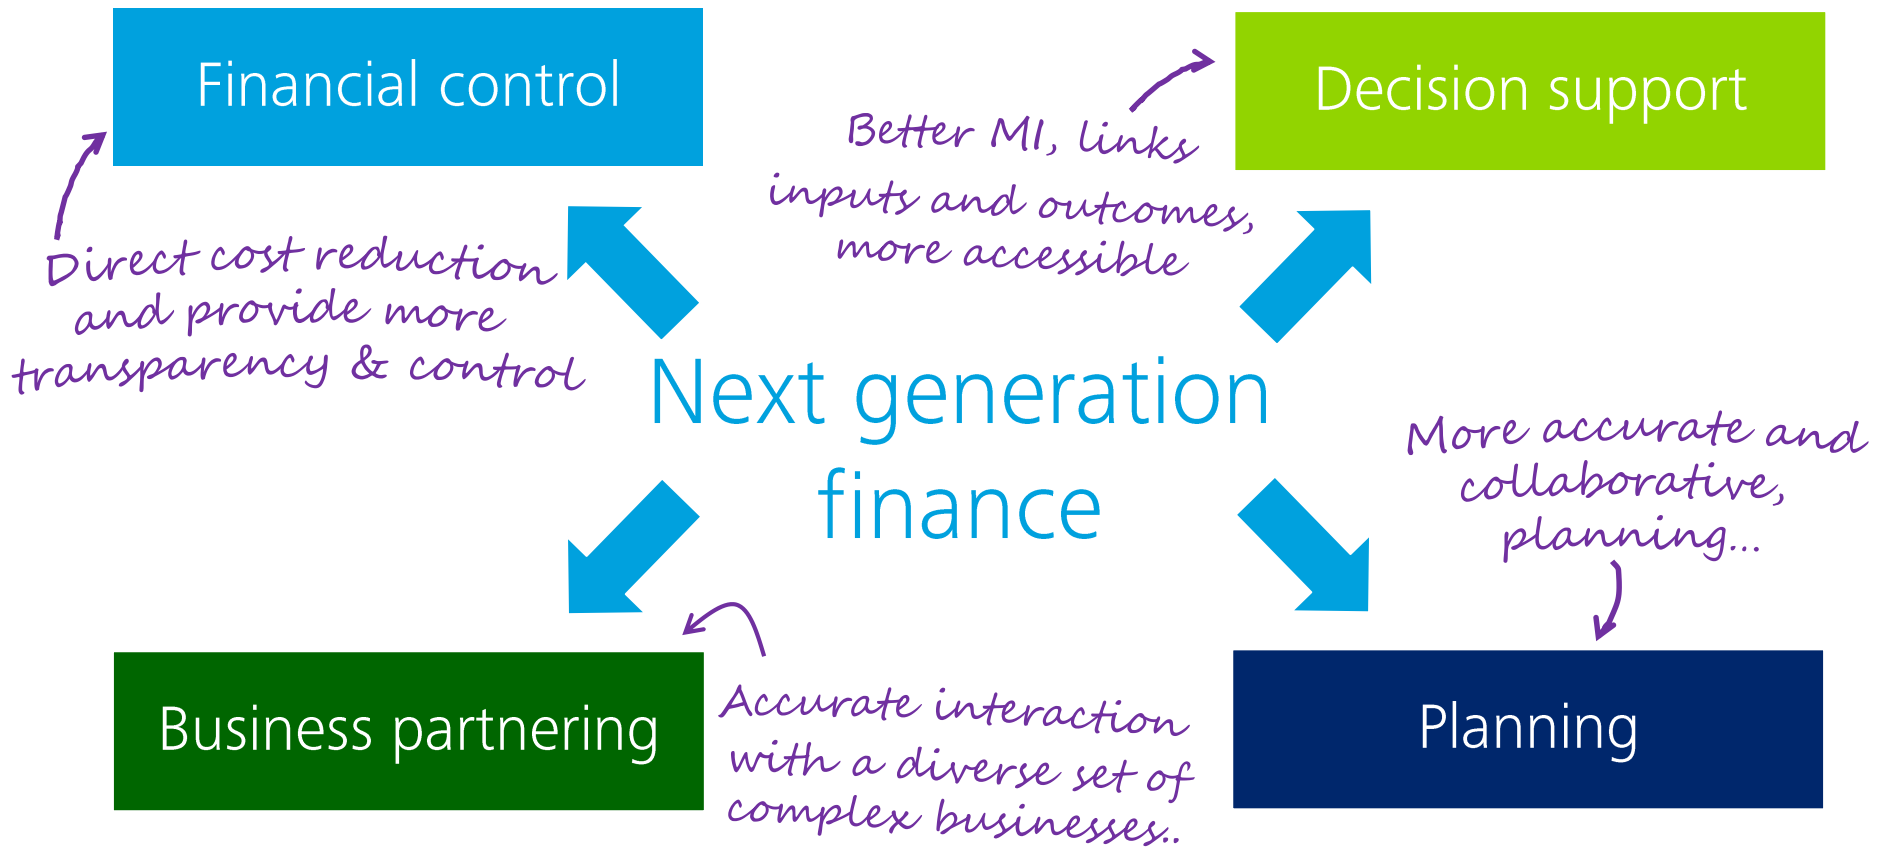 Financial control
Decision support
Better MI, links
inputs and outcomes,
more accessible
Direct cost reduction
and provide more
transparency & control
Next generation
finance
More accurate and
collaborative,
planning...
Business partnering
Accurate interaction
with a diverse set of
complex businesses..
Planning